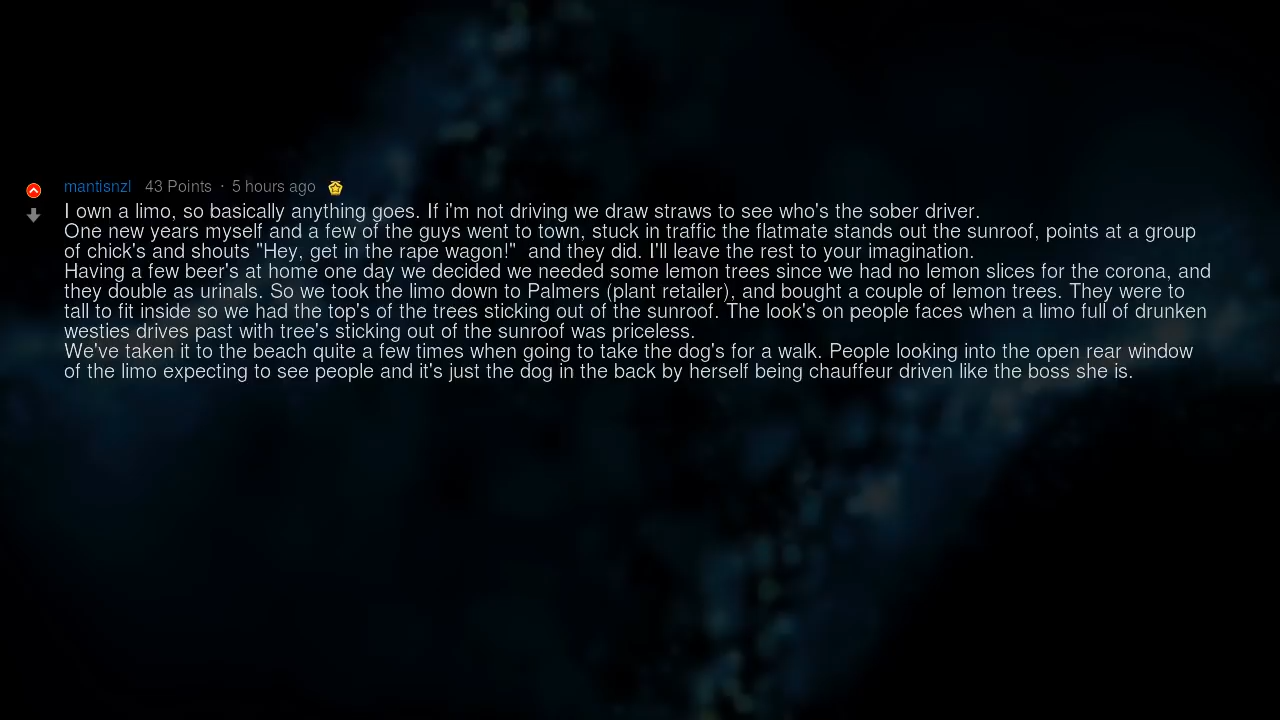 mantisnzl 43 Points · 5 hours ago
I own a limo, so basically anything goes. If i'm not driving we draw straws to see who's the sober driver.
One new years myself and a few of the guys went to town, stuck in traffic the flatmate stands out the sunroof, points at a group
of chick's and shouts "Hey, get in the rape wagon!"  and they did. I'll leave the rest to your imagination.
Having a few beer's at home one day we decided we needed some lemon trees since we had no lemon slices for the corona, and
they double as urinals. So we took the limo down to Palmers (plant retailer), and bought a couple of lemon trees. They were to
tall to fit inside so we had the top's of the trees sticking out of the sunroof. The look's on people faces when a limo full of drunken
westies drives past with tree's sticking out of the sunroof was priceless.
We've taken it to the beach quite a few times when going to take the dog's for a walk. People looking into the open rear window
of the limo expecting to see people and it's just the dog in the back by herself being chauffeur driven like the boss she is.